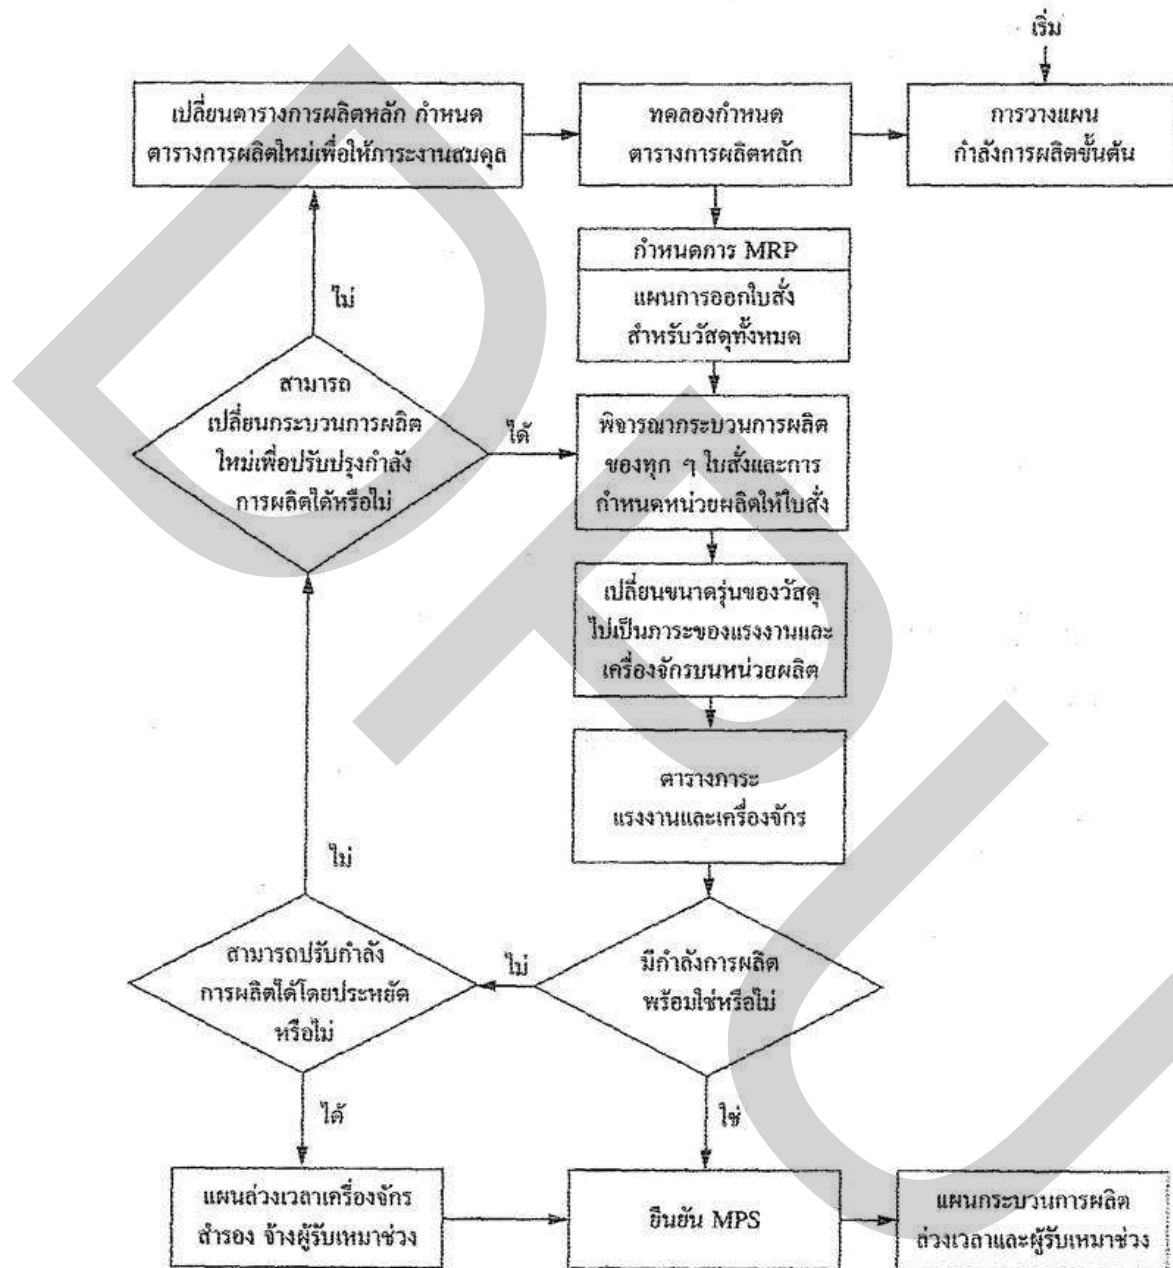 เริ่ม
เปลี่ยนตารางการผลิตหลัก กำหนด
ตารางการผลิตใหม่เพื่อให้ภาระงานสมดุล
ทดลองกำหนด
ตารางการผลิตหลัก
การวางแผน
กำลังการผลิตขั้นต้น
กำหนดการ MRP
แผนการออกใบสั่ง
สำหรับวัสดุทั้งหมด
ไม่
สามารถ
เปลี่ยนกระบวนการผลิต
ใหม่เพื่อปรับปรุงกำลัง
การผลิตได้หรือไม่
ได้
พิจารณากระบวนการผลิต
ของทุก ๆ ใบสั่งและการ
กำหนดหน่วยผลิตให้ใบสั่ง
เปลี่ยนขนาดรุ่นของวัสดุ
ไปเป็นภาระของแรงงานและ
เครื่องจักรบนหน่วยผลิต
ตารางภาระ
แรงงานและเครื่องจักร
ไม่
สามารถปรับกำลัง
การผลิตได้โดยประหยัด
หรือไม่
ไม่
มีกำลังการผลิต
พร้อมใช่หรือไม่
ได้
ใช่
แผนล่วงเวลาเครื่องจักร
สำรอง จ้างผู้รับเหมาช่วง
ยืนยัน MPS
แผนกระบวนการผลิต
ล่วงเวลาและผู้รับเหมาช่วง
DPU